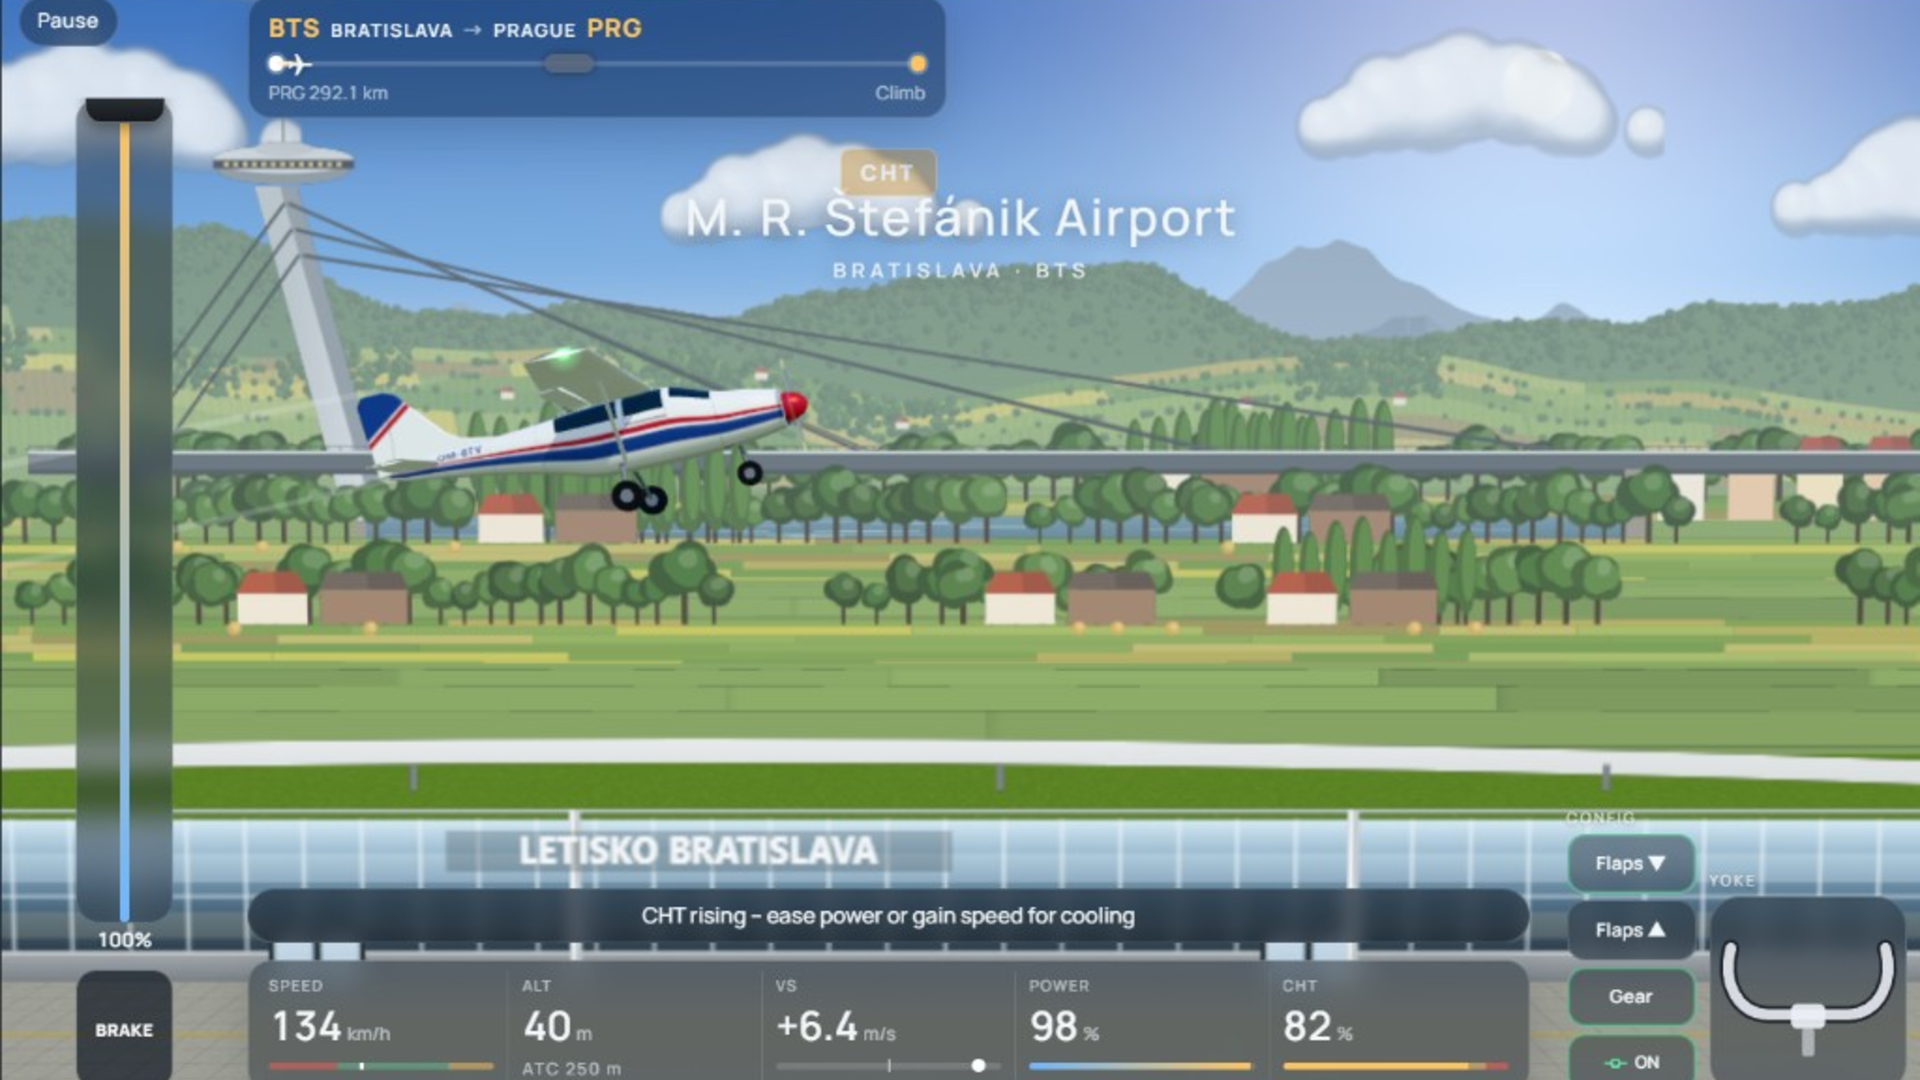 Pause
BTS BRATISLAVA → PRAGUE PRG
PRG 292.1 km
Climb
CHT
M. R. Štefánik Airport
BRATISLAVA · BTS
LETISKO BRATISLAVA
CHT rising – ease power or gain speed for cooling
100%
BRAKE
SPEED
134 km/h
ALT
40 m
ATC 250 m
VS
+6.4 m/s
POWER
98 %
CHT
82 %
CONFIG
Flaps ▼
Flaps ▲
Gear
ON
YOKE